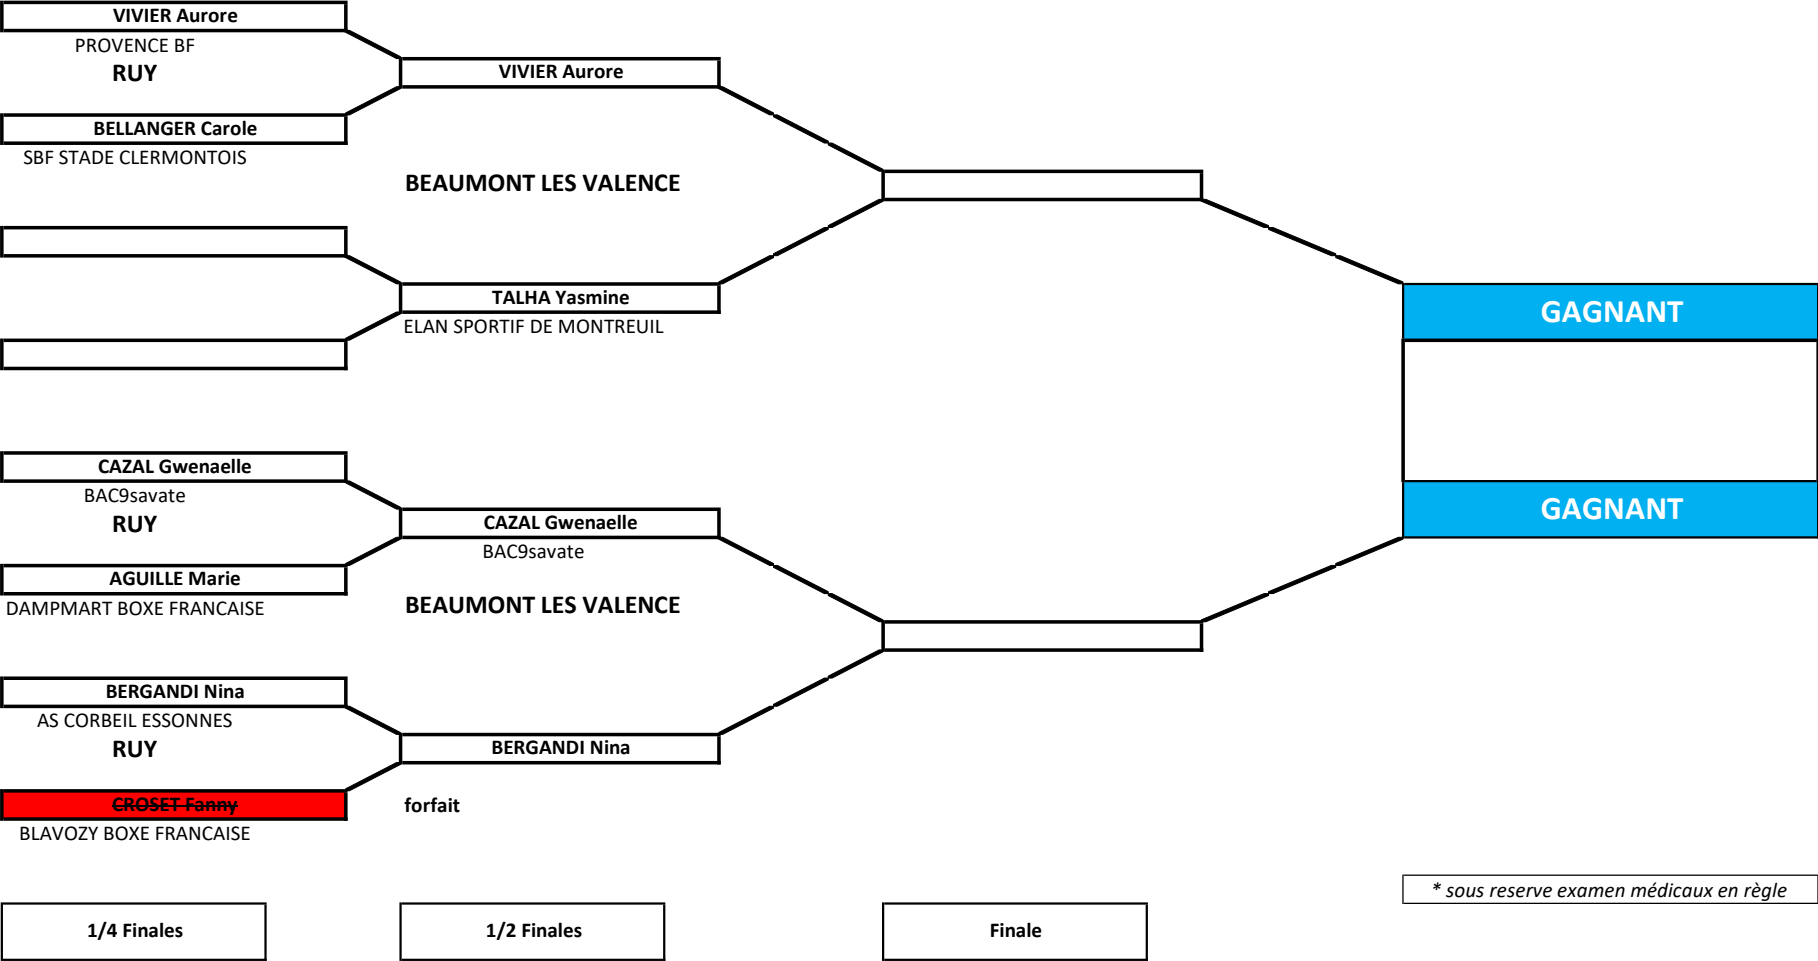 VIVIER Aurore
PROVENCE BF
RUY
VIVIER Aurore
BELLANGER Carole
SBF STADE CLERMONTOIS
BEAUMONT LES VALENCE
TALHA Yasmine
ELAN SPORTIF DE MONTREUIL
GAGNANT
CAZAL Gwenaelle
BAC9savate
RUY
CAZAL Gwenaelle
BAC9savate
GAGNANT
AGUILLE Marie
DAMPMART BOXE FRANCAISE
BEAUMONT LES VALENCE
BERGANDI Nina
AS CORBEIL ESSONNES
RUY
BERGANDI Nina
CROSET Fanny
forfait
BLAVOZY BOXE FRANCAISE
* sous reserve examen médicaux en règle
1/4 Finales
1/2 Finales
Finale